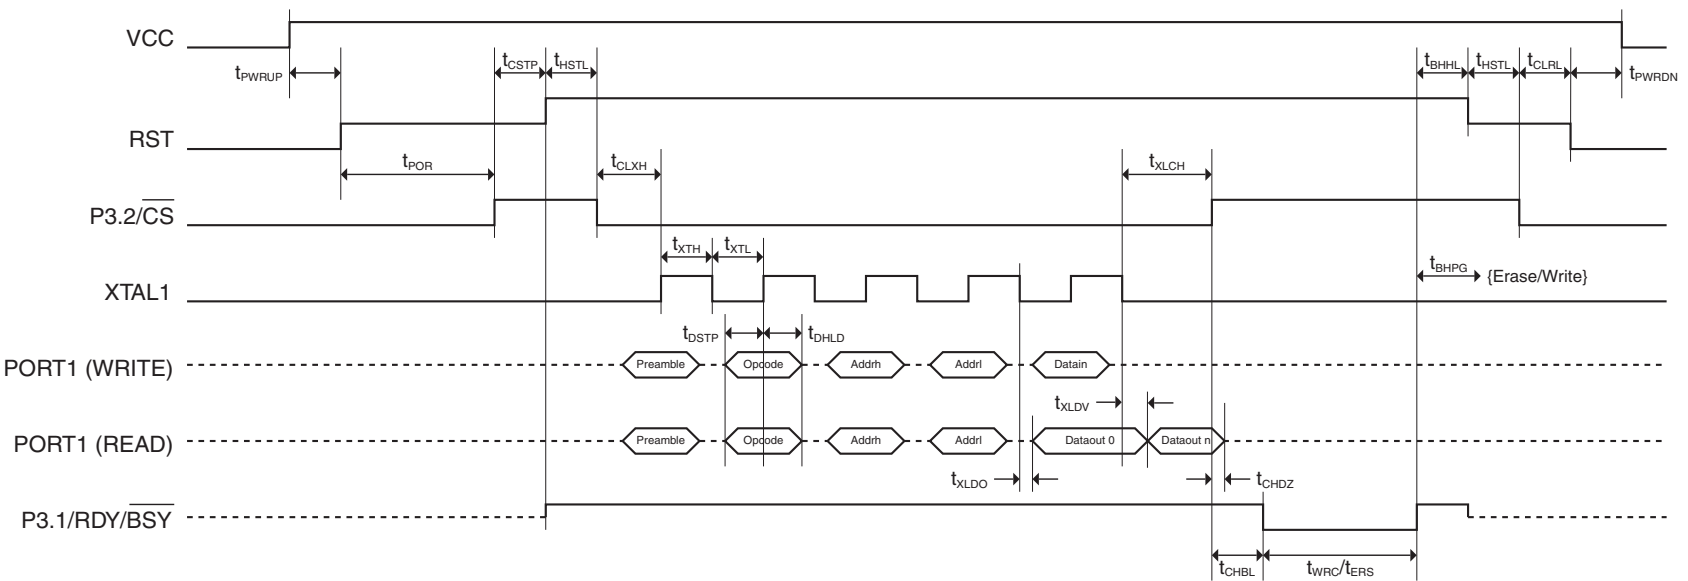 VCC
tPWRUP
tCSTP
tHSTL
tBHHL
tHSTL
tCLRL
tPWRDN
RST
tPOR
tCLXH
tXLCH
P3.2/C̅S̅
tXTH
tXTL
tBHPG {Erase/Write}
XTAL1
tDSTP
tDHLD
PORT1 (WRITE)
Preamble
Opcode
Addrh
Addrl
Datain
tXLDV
PORT1 (READ)
Preamble
Opcode
Addrh
Addrl
Dataout 0
Dataout n
tXLDO
tCHDZ
P3.1/RDY/B̅S̅Y̅
tCHBL
tWRC/tERS